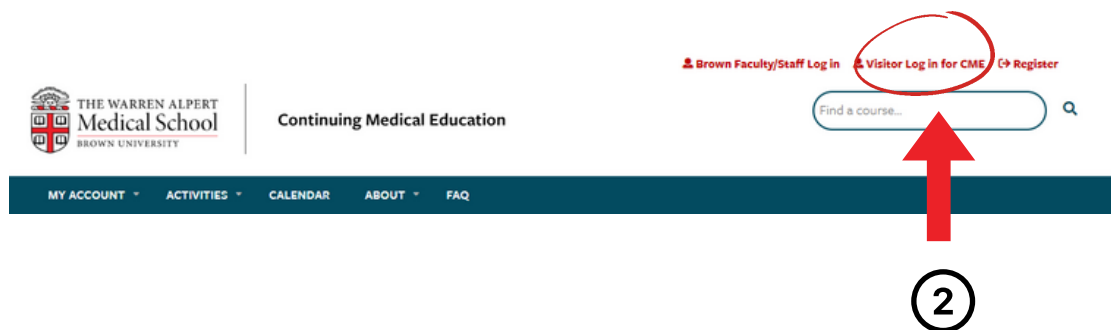 Brown Faculty/Staff Log in Visitor Log in for CME Register
THE WARREN ALPERT
Medical School
BROWN UNIVERSITY
Continuing Medical Education
Find a course...
MY ACCOUNT ACTIVITIES CALENDAR ABOUT FAQ
2